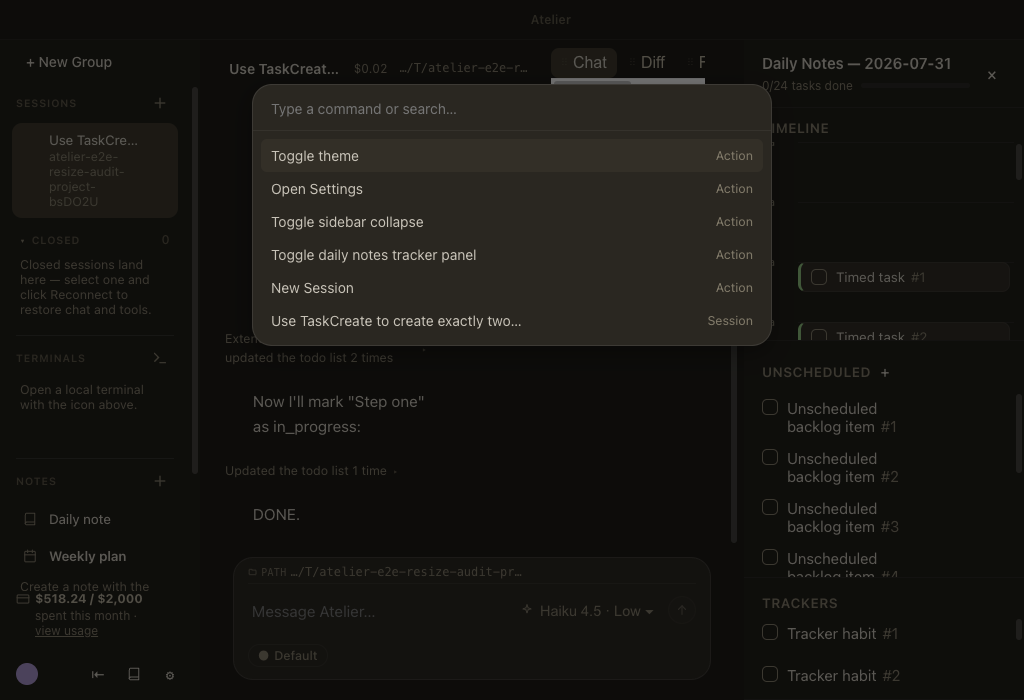 Atelier
+ New Group
SESSIONS +
Use TaskCre...
atelier-e2e-
resize-audit-
project-
bsDO2U
CLOSED 0
Closed sessions land
here — select one and
click Reconnect to
restore chat and tools.
TERMINALS
Open a local terminal
with the icon above.
NOTES +
Daily note
Weekly plan
Create a note with the
$518.24 / $2,000
spent this month ·
view usage
Use TaskCreat... $0.02 …/T/atelier-e2e-r…
Chat Diff F
Type a command or search...
Toggle theme Action
Open Settings Action
Toggle sidebar collapse Action
Toggle daily notes tracker panel Action
New Session Action
Use TaskCreate to create exactly two... Session
updated the todo list 2 times
Now I'll mark "Step one"
as in_progress:
Updated the todo list 1 time
DONE.
PATH …/T/atelier-e2e-resize-audit-pr…
Message Atelier...
Haiku 4.5 · Low
Default
Daily Notes — 2026-07-31 ×
0/24 tasks done
IMELINE
Timed task #1
Timed task #2
UNSCHEDULED +
Unscheduled
backlog item #1
Unscheduled
backlog item #2
Unscheduled
backlog item #3
Unscheduled
backlog item #4
TRACKERS
Tracker habit #1
Tracker habit #2